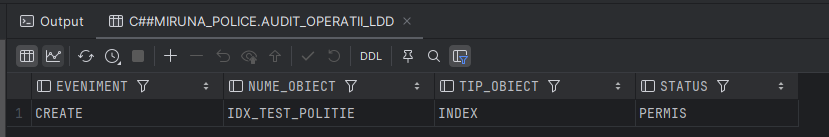 Output C##MIRUNA_POLICE.AUDIT_OPERATII_LDD
DDL
EVENIMENT NUME_OBIECT TIP_OBIECT STATUS
1 CREATE IDX_TEST_POLITIE INDEX PERMIS